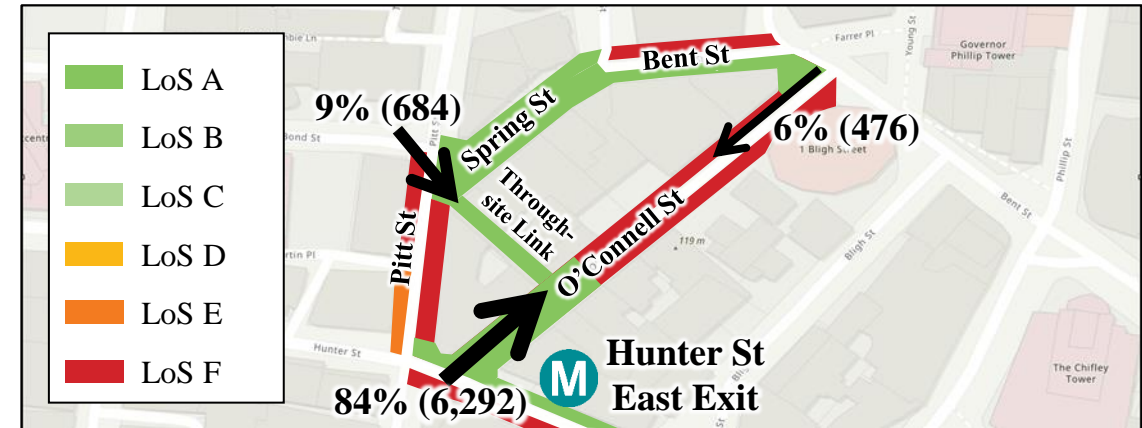 LoS A
LoS B
LoS C
LoS D
LoS E
LoS F
Bent St
Farrer Pl
Young St
Governor
Phillip Tower
9% (684)
Pitt S
Bond St
Spring St
6% (476)
1 Bligh Street
Phillip St
Through-
site Link
Bent St
Pitt St
O'Connell St
119 m
Bligh St
Hunter St
Hunter St
East Exit
M
84% (6,292)
The Chifley
Tower